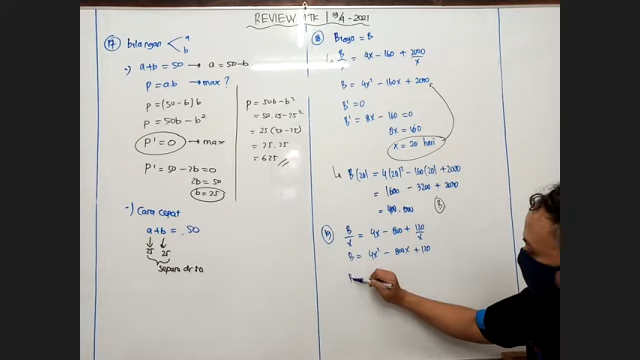 REVIEW MTK | 19/4 - 2021
17 bilangan < a
b
-) a+b = 50 → a = 50-b
P = a.b → max ?
P = (50-b) b
P = 50b - b²
P' = 0 → max
P' = 50 - 2b = 0
2b = 50
b = 25
P = 50b - b²
= 50.25 - 25²
= 25 (50-25)
= 25.25
= 625
-) Cara cepat
a+b = 50
25 25
separo dr 50
18 Biaya = B
B/x = 4x - 160 + 2000/x
B = 4x² - 160x + 2000
B' = 0
B' = 8x - 160 = 0
8x = 160
x = 20 hari
B(20) = 4(20)² - 160(20) + 2000
= 1600 - 3200 + 2000
= 400.000 B
19 B/x = 4x - 800 + 120/x
B = 4x² - 800x + 120
B